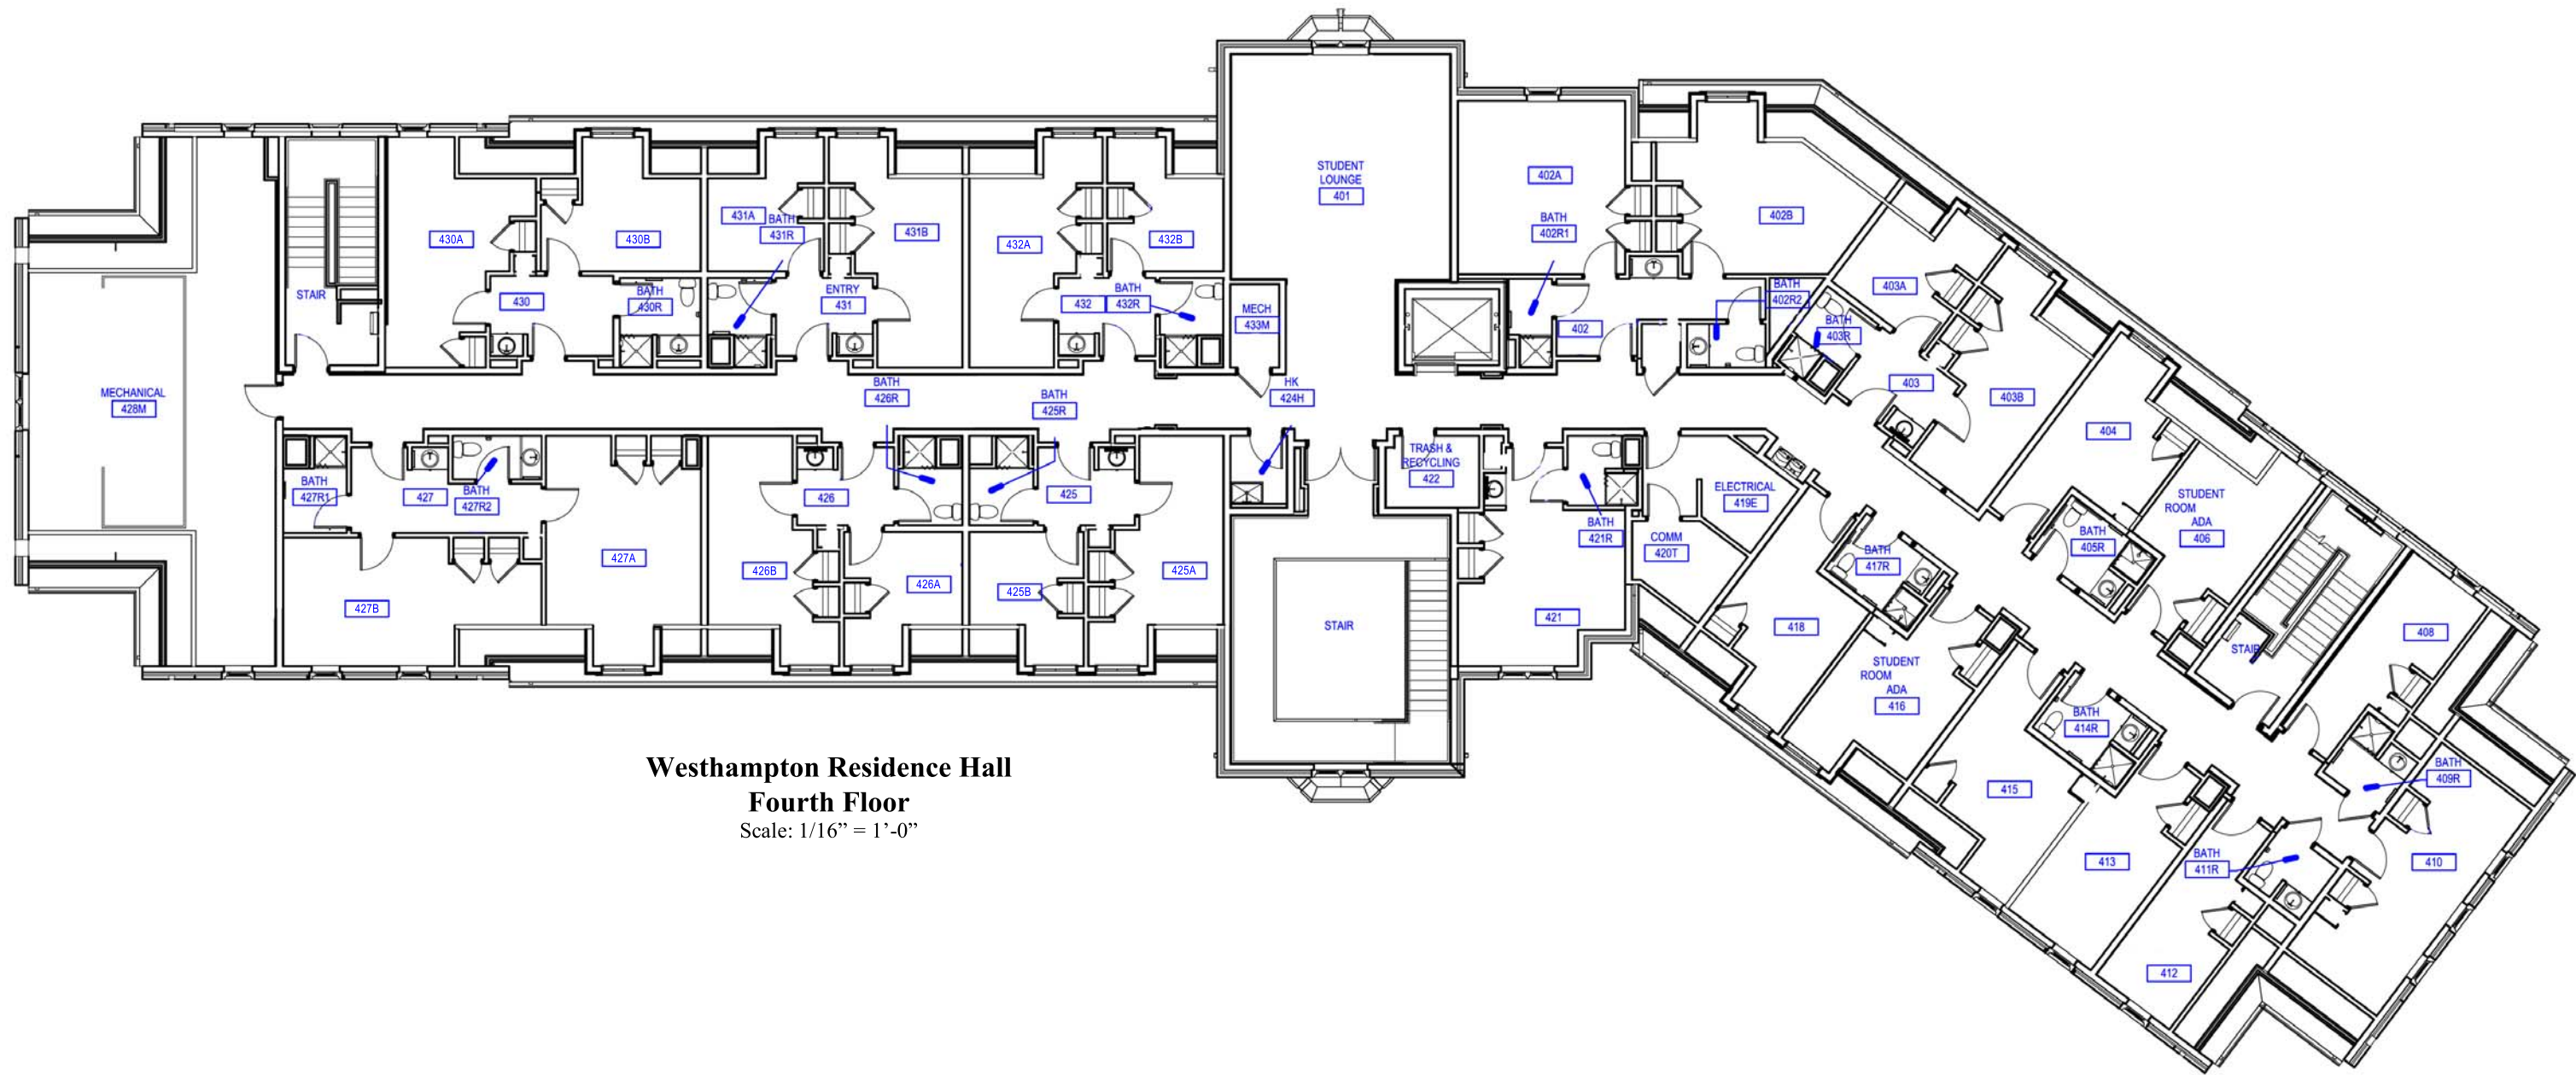 STUDENT
LOUNGE
401
402A
BATH
402R1
402B
431A
BATH
431R
431B
432A
432B
430A
430B
STAIR
430
BATH
430R
ENTRY
431
432
BATH
432R
MECH
433M
402
BATH
402R2
403A
BATH
403R
403
403B
MECHANICAL
428M
BATH
426R
BATH
425R
HK
424H
404
TRASH &
RECYCLING
422
BATH
427R1
427
BATH
427R2
426
425
ELECTRICAL
419E
STUDENT
ROOM
ADA
406
BATH
421R
COMM
420T
BATH
405R
BATH
417R
427A
426B
426A
425B
425A
427B
421
STAIR
418
408
STAIR
STUDENT
ROOM
ADA
416
BATH
414R
BATH
409R
415
413
BATH
411R
410
412
Westhampton Residence Hall
Fourth Floor
Scale: 1/16” = 1’-0”